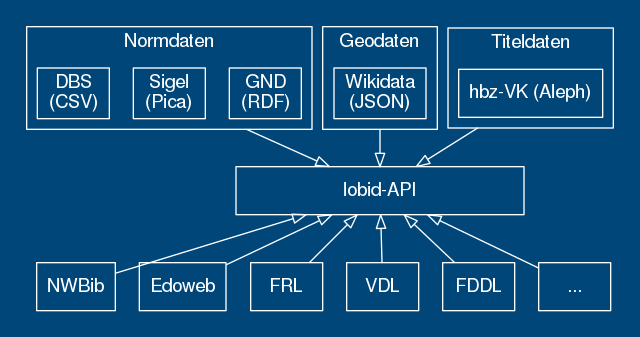 Normdaten
DBS
(CSV)
Sigel
(Pica)
GND
(RDF)
Geodaten
Wikidata
(JSON)
Titeldaten
hbz-VK (Aleph)
lobid-API
NWBib
Edoweb
FRL
VDL
FDDL
...